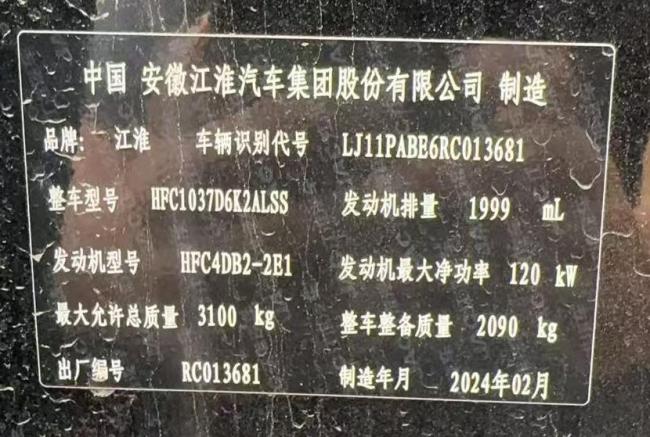 中国 安徽江淮汽车集团股份有限公司 制造
品牌: 江淮 车辆识别代号 LJ11PABE6RC013681
整车型号 HFC1037D6K2ALSS 发动机排量 1999 mL
发动机型号 HFC4DB2-2E1 发动机最大净功率 120 kW
最大允许总质量 3100 kg 整车整备质量 2090 kg
出厂编号 RC013681 制造年月 2024年02月